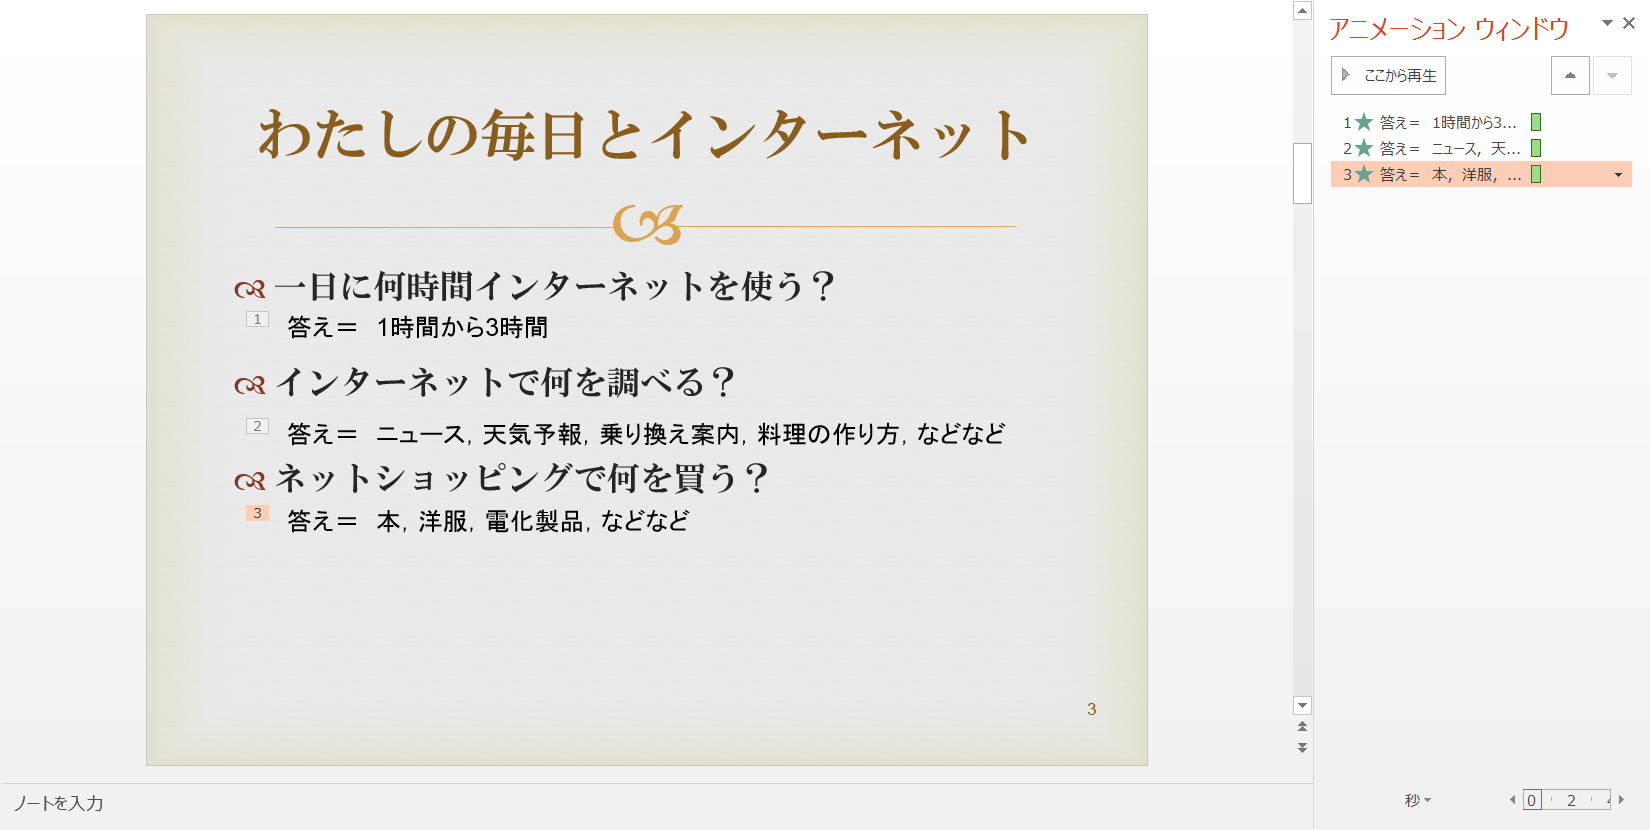 わたしの毎日とインターネット
一日に何時間インターネットを使う？
1
答え＝　1時間から3時間
インターネットで何を調べる？
2
答え＝　ニュース，天気予報，乗り換え案内，料理の作り方，などなど
ネットショッピングで何を買う？
3
答え＝　本，洋服，電化製品，などなど
3
ノートを入力
アニメーション ウィンドウ
ここから再生
1 答え＝　1時間から3...
2 答え＝　ニュース，天...
3 答え＝　本，洋服，...
秒
0 2